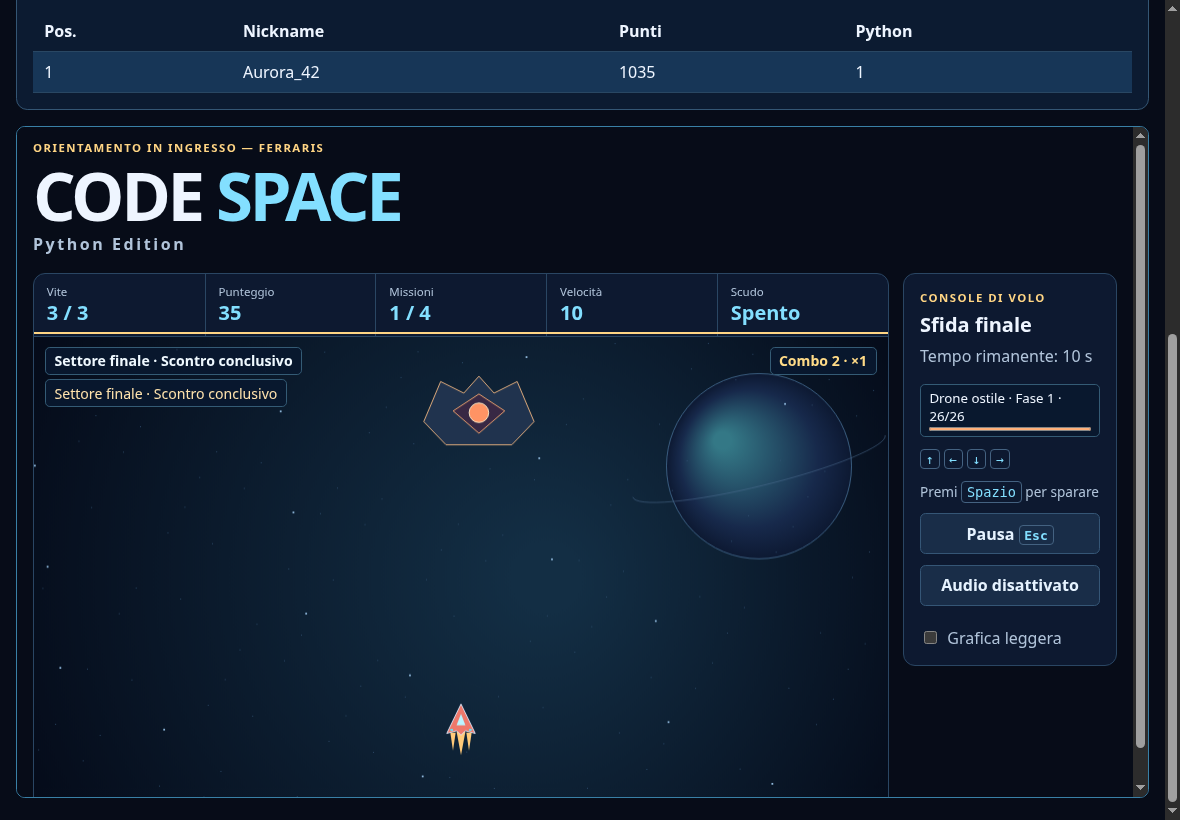 Pos. Nickname Punti Python
1 Aurora_42 1035 1
ORIENTAMENTO IN INGRESSO — FERRARIS
CODE SPACE
Python Edition
Vite Punteggio Missioni Velocità Scudo
3 / 3 35 1 / 4 10 Spento
Settore finale · Scontro conclusivo
Combo 2 · ×1
Settore finale · Scontro conclusivo
CONSOLE DI VOLO
Sfida finale
Tempo rimanente: 10 s
Drone ostile · Fase 1 ·
26/26
↑ ← ↓ →
Premi Spazio per sparare
Pausa Esc
Audio disattivato
Grafica leggera